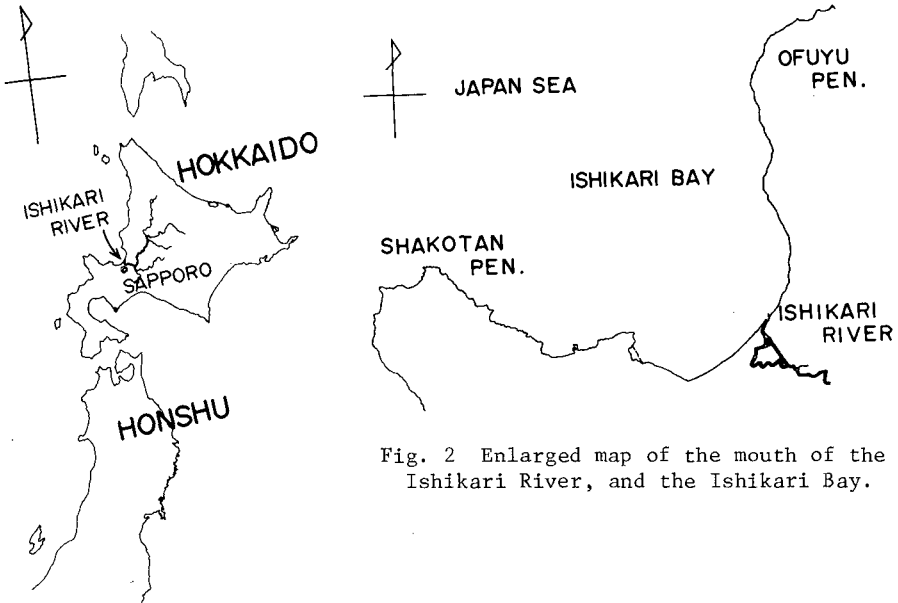 HOKKAIDO
ISHIKARI
RIVER
SAPPORO
HONSHU
JAPAN SEA
OFUYU
PEN.
ISHIKARI BAY
SHAKOTAN
PEN.
ISHIKARI
RIVER
Fig. 2 Enlarged map of the mouth of the
Ishikari River, and the Ishikari Bay.